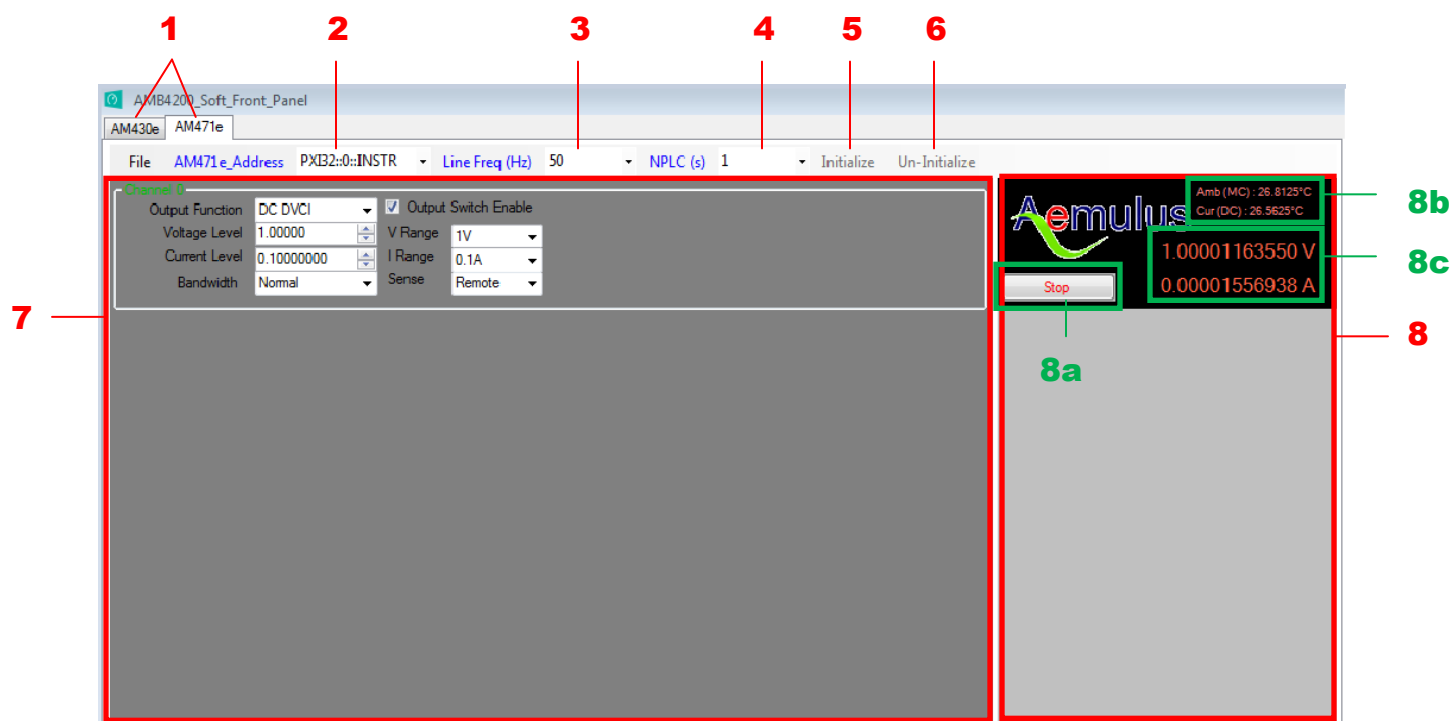 1 2 3 4 5 6
AMB4200_Soft_Front_Panel
AM430e AM471e
File AM471e_Address PXI32::0::INSTR Line Freq (Hz) 50 NPLC (s) 1 Initialize Un-Initialize
Channel 0
Output Function DC DVCI Output Switch Enable
Voltage Level 1.00000 V Range 1V
Current Level 0.10000000 I Range 0.1A
Bandwidth Normal Sense Remote
Aemulus
Amb (MC) : 26.8125°C
Cur (DC) : 26.5625°C
8b
1.00001163550 V
0.00001556938 A
8c
Stop
7
8
8a